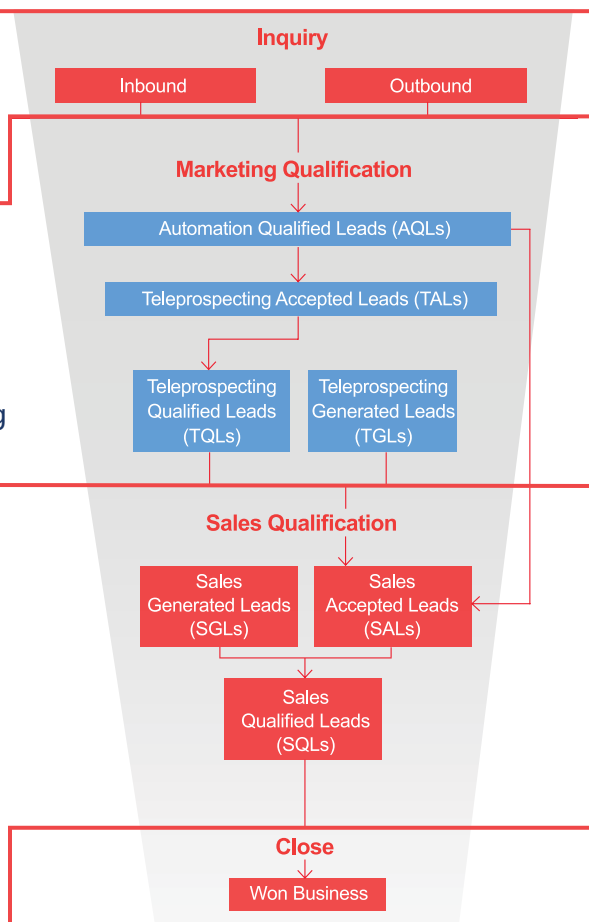 Inquiry
Inbound
Outbound
Marketing Qualification
Automation Qualified Leads (AQLs)
Teleprospecting Accepted Leads (TALs)
Teleprospecting
Qualified Leads
(TQLs)
Teleprospecting
Generated Leads
(TGLs)
g
Sales Qualification
Sales
Generated Leads
(SGLs)
Sales
Accepted Leads
(SALs)
Sales
Qualified Leads
(SQLs)
Close
Won Business